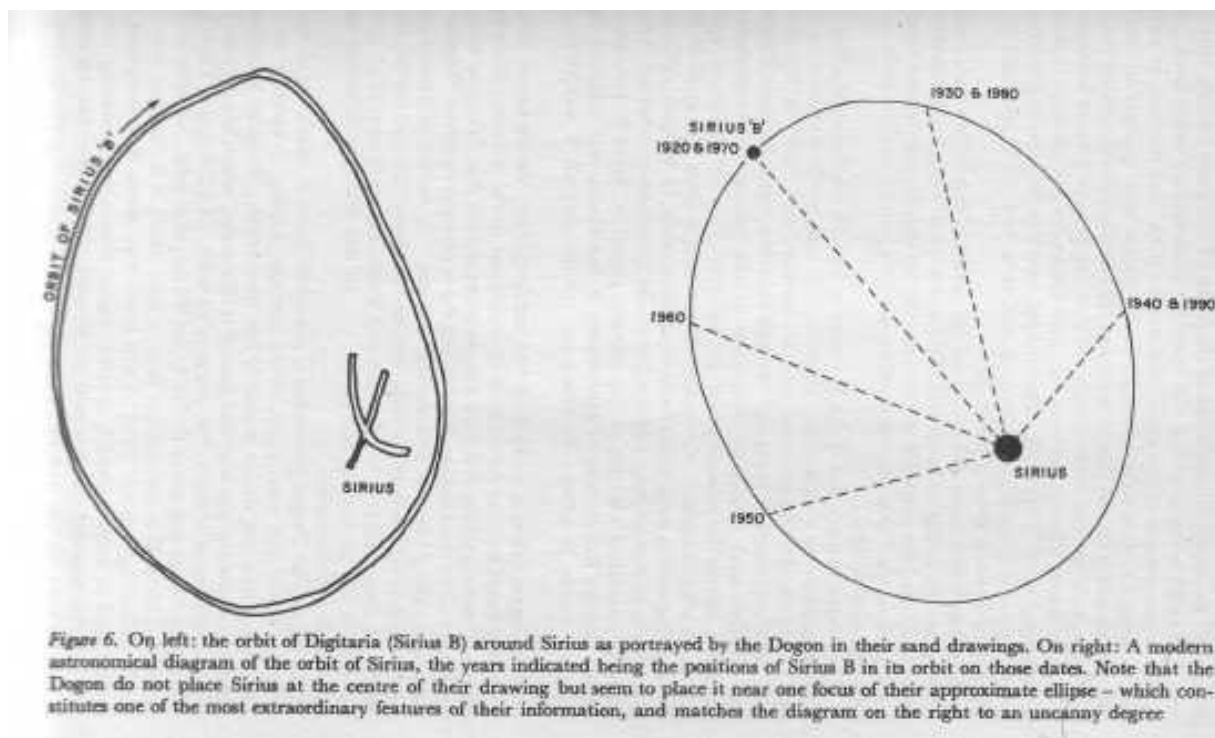 ORBIT OF SIRIUS 'B'
SIRIUS
1930 & 1980
SIRIUS 'B'
1920 & 1970
1960
1940 & 1990
SIRIUS
1950
Figure 6. On left: the orbit of Digitaria (Sirius B) around Sirius as portrayed by the Dogon in their sand drawings. On right: A modern
astronomical diagram of the orbit of Sirius, the years indicated being the positions of Sirius B in its orbit on those dates. Note that the
Dogon do not place Sirius at the centre of their drawing but seem to place it near one focus of their approximate ellipse – which con-
stitutes one of the most extraordinary features of their information, and matches the diagram on the right to an uncanny degree